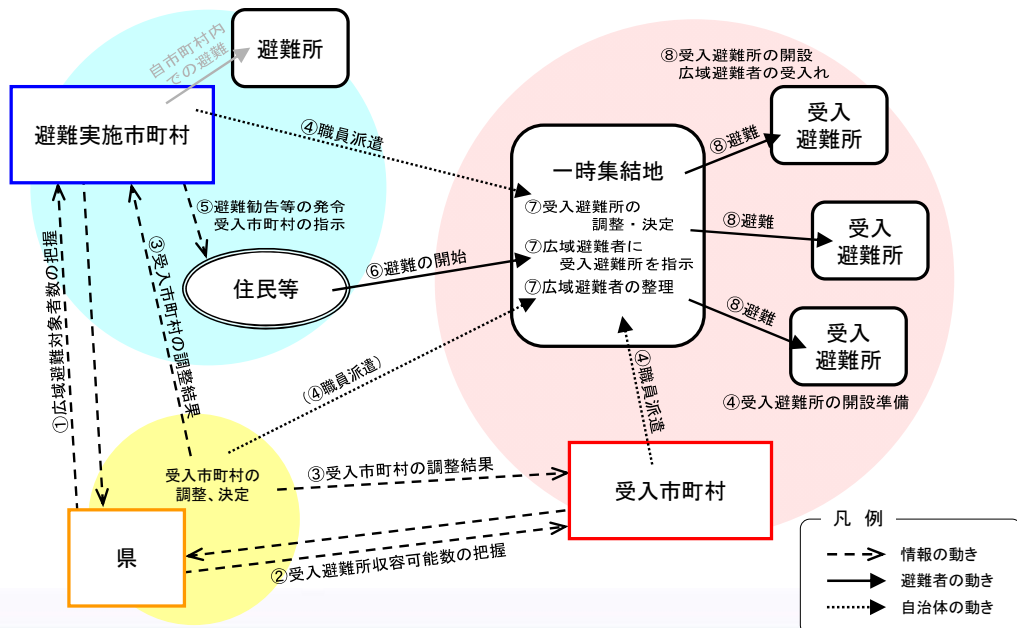 自市町村内
での避難
避難所
避難実施市町村
④職員派遣
⑤避難勧告等の発令
受入市町村の指示
住民等
⑥避難の開始
①広域避難対象者数の把握
③受入市町村の調整結果
(④職員派遣)
受入市町村の
調整、決定
県
③受入市町村の調整結果
②受入避難所収容可能数の把握
一時集結地
⑦受入避難所の
調整・決定
⑦広域避難者に
受入避難所を指示
⑦広域避難者の整理
④職員派遣
受入市町村
⑧受入避難所の開設
広域避難者の受入れ
⑧避難
受入
避難所
⑧避難
受入
避難所
⑧避難
受入
避難所
④受入避難所の開設準備
凡 例
情報の動き
避難者の動き
自治体の動き